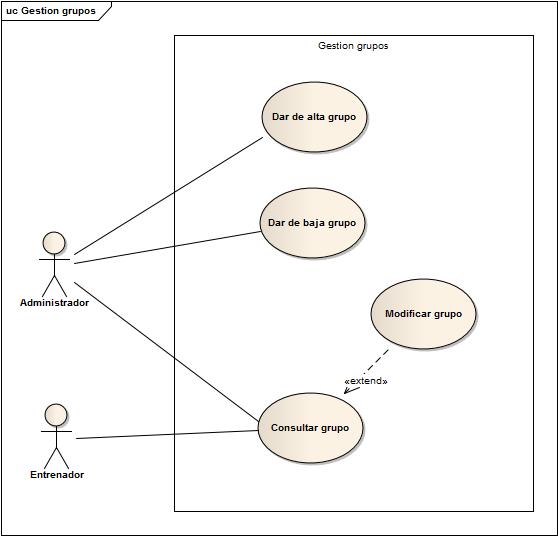 uc Gestion grupos
Gestion grupos
Dar de alta grupo
Dar de baja grupo
Administrador
Modificar grupo
«extend»
Consultar grupo
Entrenador